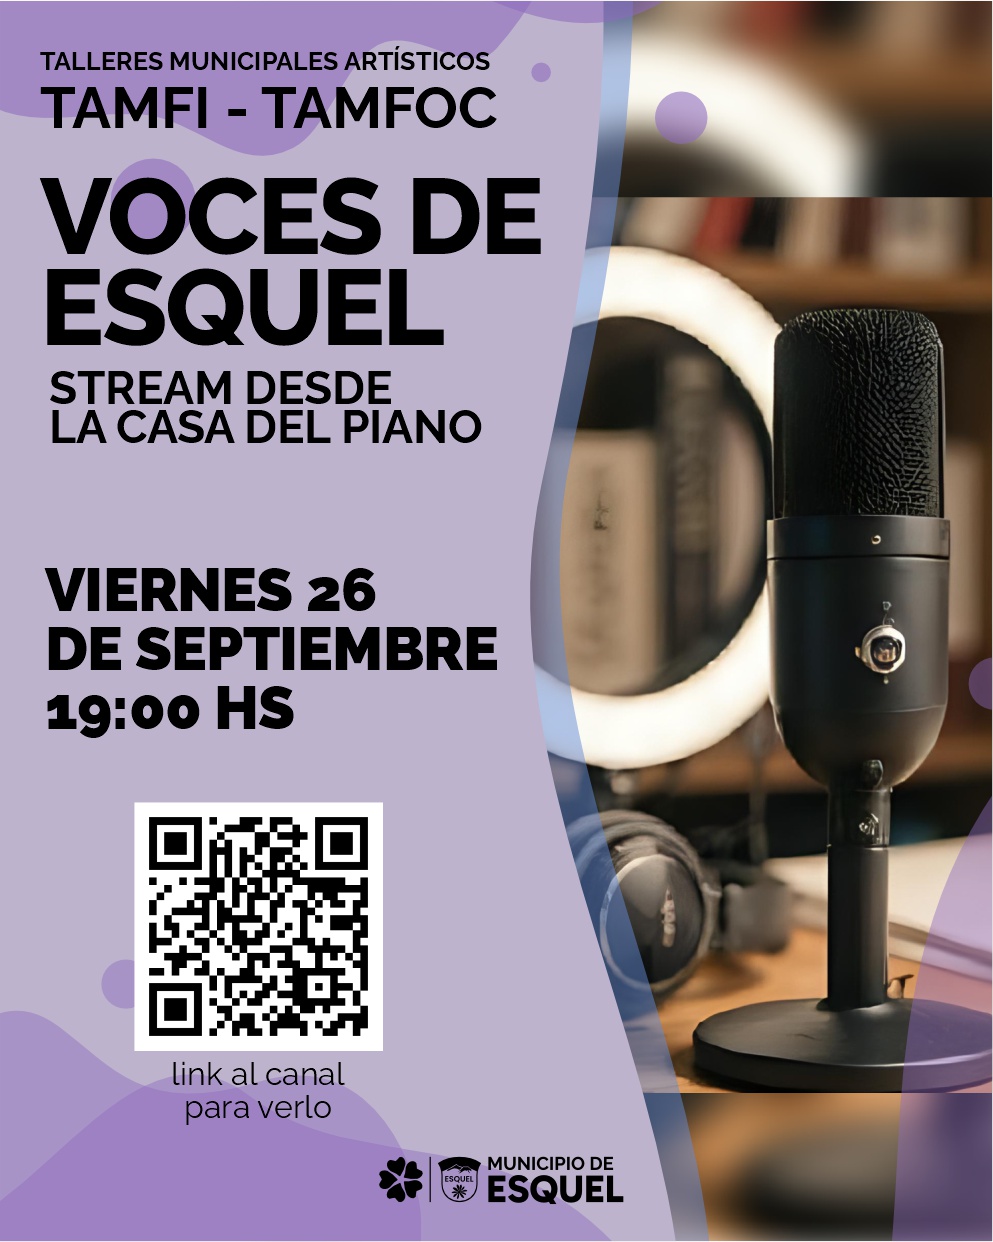 TALLERES MUNICIPALES ARTÍSTICOS
TAMFI - TAMFOC
VOCES DE
ESQUEL
STREAM DESDE
LA CASA DEL PIANO
VIERNES 26
DE SEPTIEMBRE
19:00 HS
link al canal
para verlo
ESQUEL
MUNICIPIO DE
ESQUEL